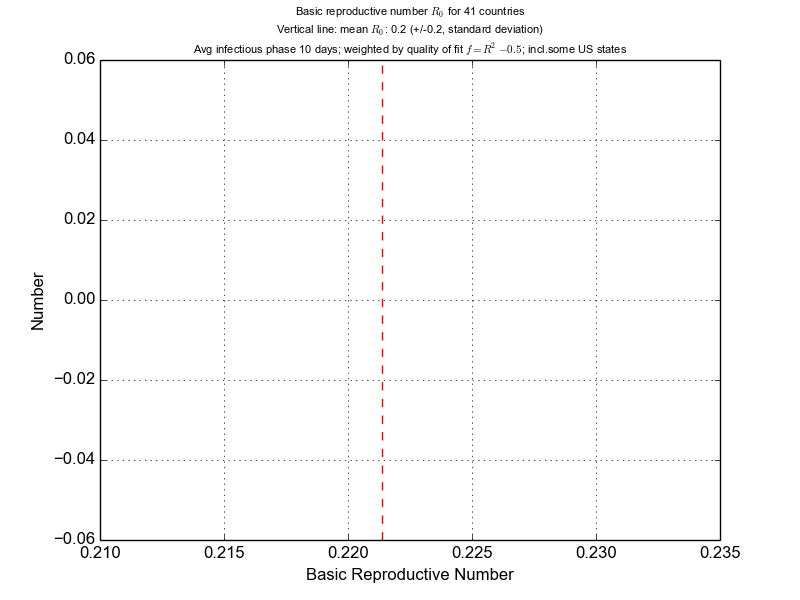 Basic reproductive number R₀ for 41 countries
Vertical line: mean R₀: 0.2 (+/-0.2, standard deviation)
Avg infectious phase 10 days; weighted by quality of fit f=R² −0.5; incl.some US states
0.06
0.04
0.02
0.00
−0.02
−0.04
−0.06
Number
0.210 0.215 0.220 0.225 0.230 0.235
Basic Reproductive Number